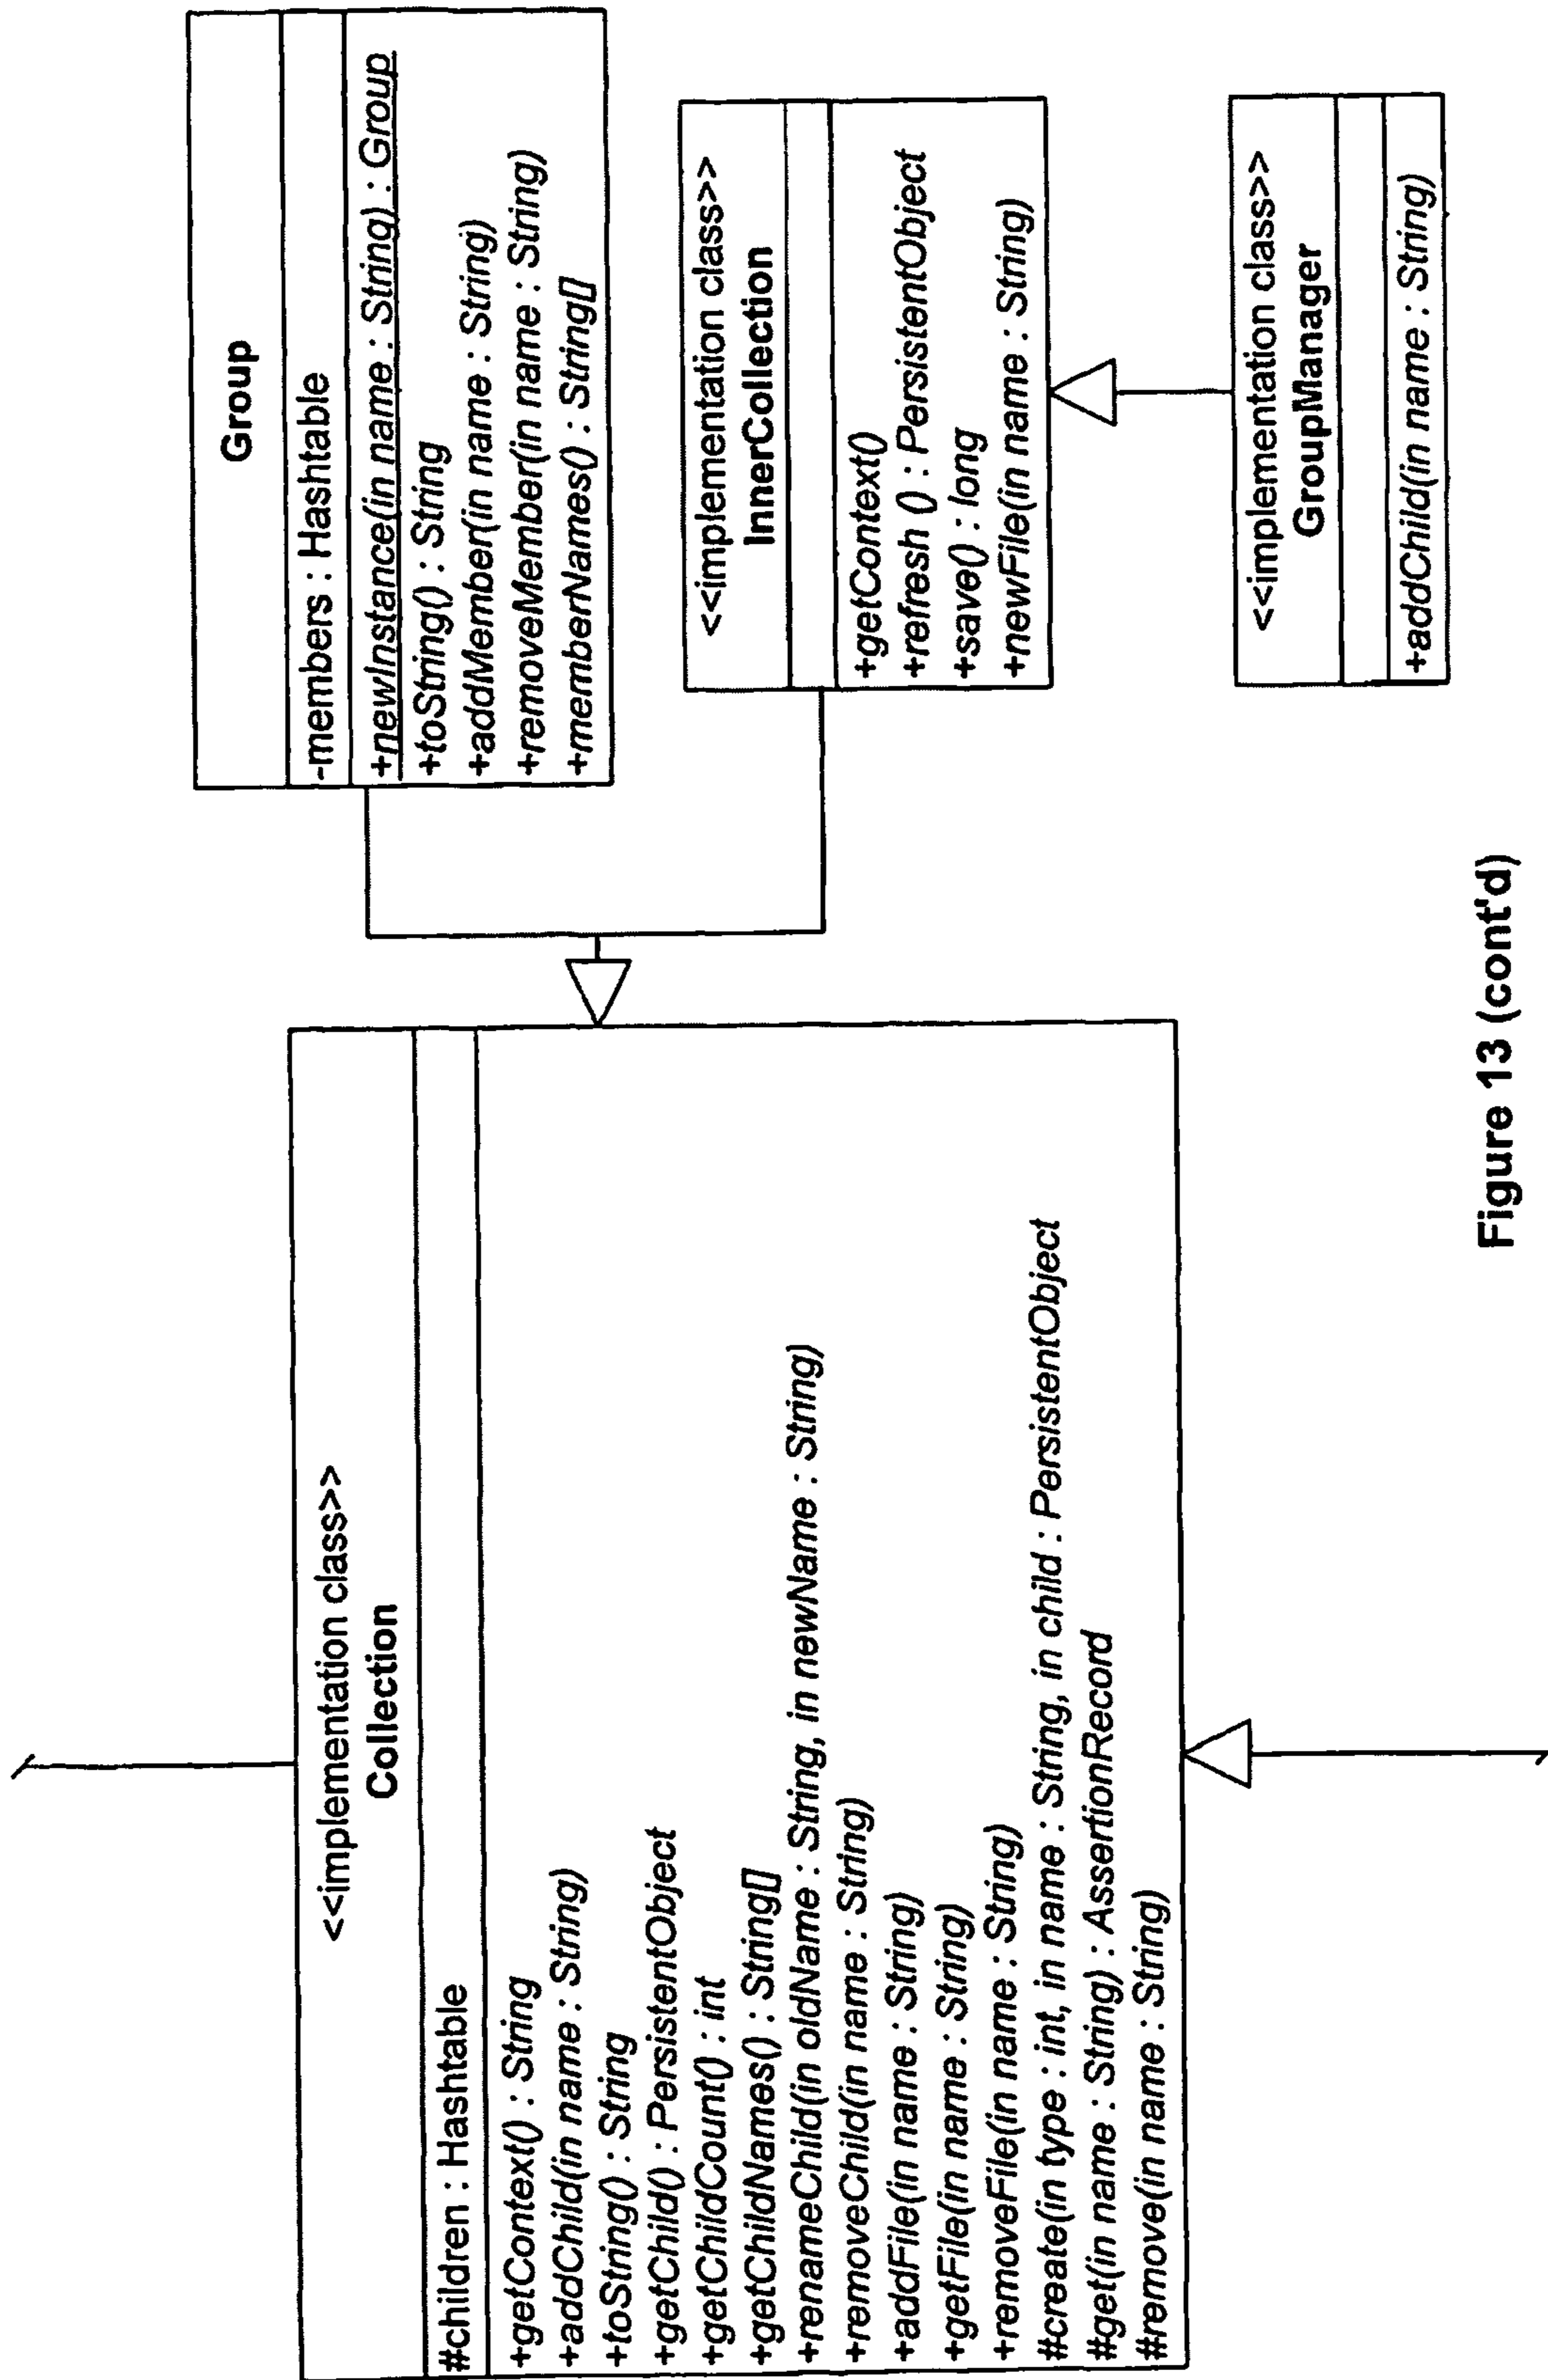 <<implementation class>>
Collection
#children : Hashtable
+getContext() : String
+addChild(in name : String)
+toString() : String
+getChild() : PersistentObject
+getChildCount() : int
+getChildNames() : String[]
+renameChild(in oldName : String, in newName : String)
+removeChild(in name : String)
+addFile(in name : String)
+getFile(in name : String)
+removeFile(in name : String)
#create(in type : int, in name : String, in child : PersistentObject
#get(in name : String) : AssertionRecord
#remove(in name : String)
Group
-members : Hashtable
+newInstance(in name : String) : Group
+toString() : String
+addMember(in name : String)
+removeMember(in name : String)
+memberNames() : String[]
<<implementation class>>
InnerCollection
+getContext()
+refresh () : PersistentObject
+save() : long
+newFile(in name : String)
<<implementation class>>
GroupManager
+addChild(in name : String)
Figure 13 (cont'd)